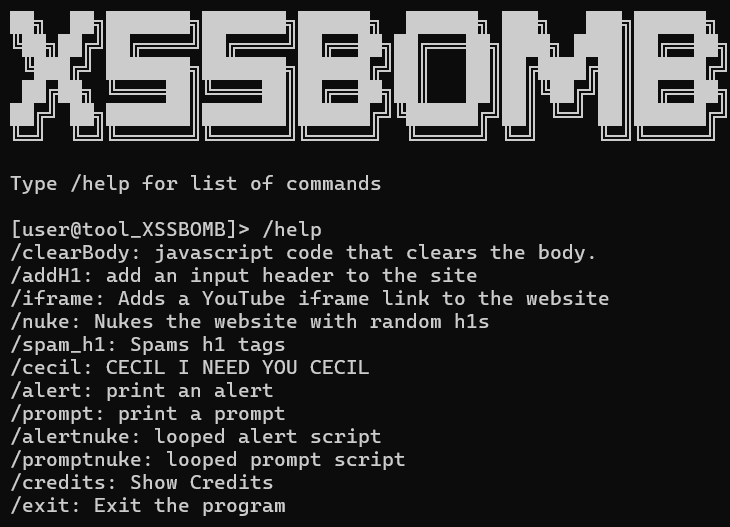 XSSBOMB
Type /help for list of commands
[user@tool_XSSBOMB]> /help
/clearBody: javascript code that clears the body.
/addH1: add an input header to the site
/iframe: Adds a YouTube iframe link to the website
/nuke: Nukes the website with random h1s
/spam_h1: Spams h1 tags
/cecil: CECIL I NEED YOU CECIL
/alert: print an alert
/prompt: print a prompt
/alertnuke: looped alert script
/promptnuke: looped prompt script
/credits: Show Credits
/exit: Exit the program